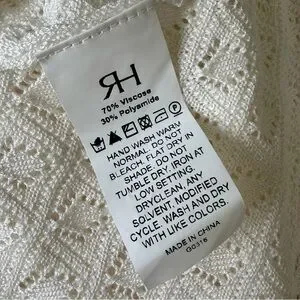 RH
70% Viscose
30% Polyamide
HAND WASH WARM
NORMAL. DO NOT
BLEACH. FLAT DRY IN
SHADE. DO NOT
TUMBLE DRY. IRON AT
LOW SETTING.
DRYCLEAN, ANY
SOLVENT, MODIFIED
CYCLE. WASH AND DRY
WITH LIKE COLORS.
MADE IN CHINA
G0316